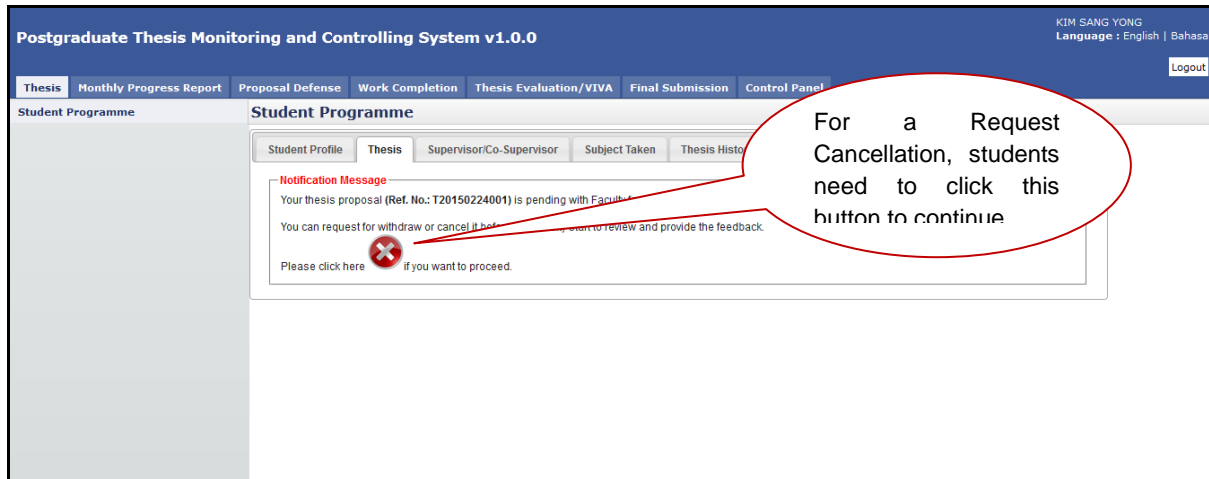 KIM SANG YONG
Postgraduate Thesis Monitoring and Controlling System v1.0.0
Language : English | Bahasa
Logout
Thesis Monthly Progress Report Proposal Defense Work Completion Thesis Evaluation/VIVA Final Submission Control Panel
Student Programme
Student Programme
Student Profile Thesis Supervisor/Co-Supervisor Subject Taken Thesis
Notification Message
Your thesis proposal (Ref. No.: T20150224001) is pending with
You can request for withdraw or cancel it start to review and provide the feedback.
Please click here if you want to proceed.
For a Request
Cancellation, students
need to click this
button to continue